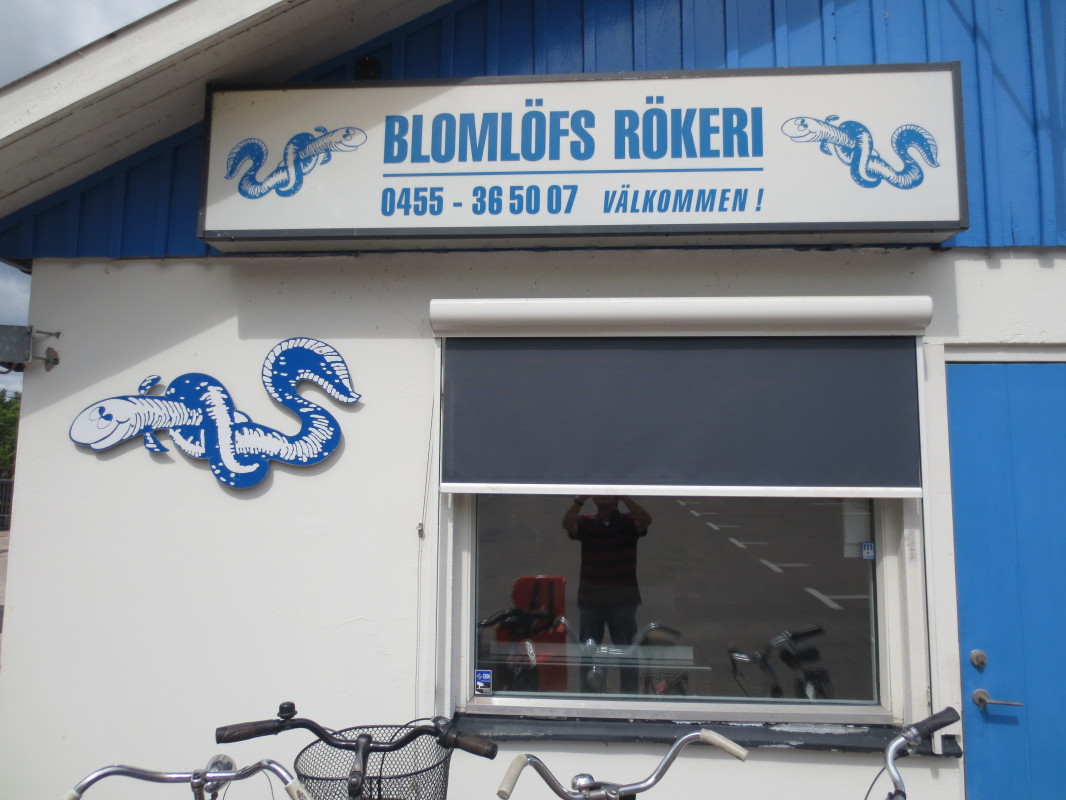 BLOMLÖFS RÖKERI
0455 - 36 50 07 VÄLKOMMEN !